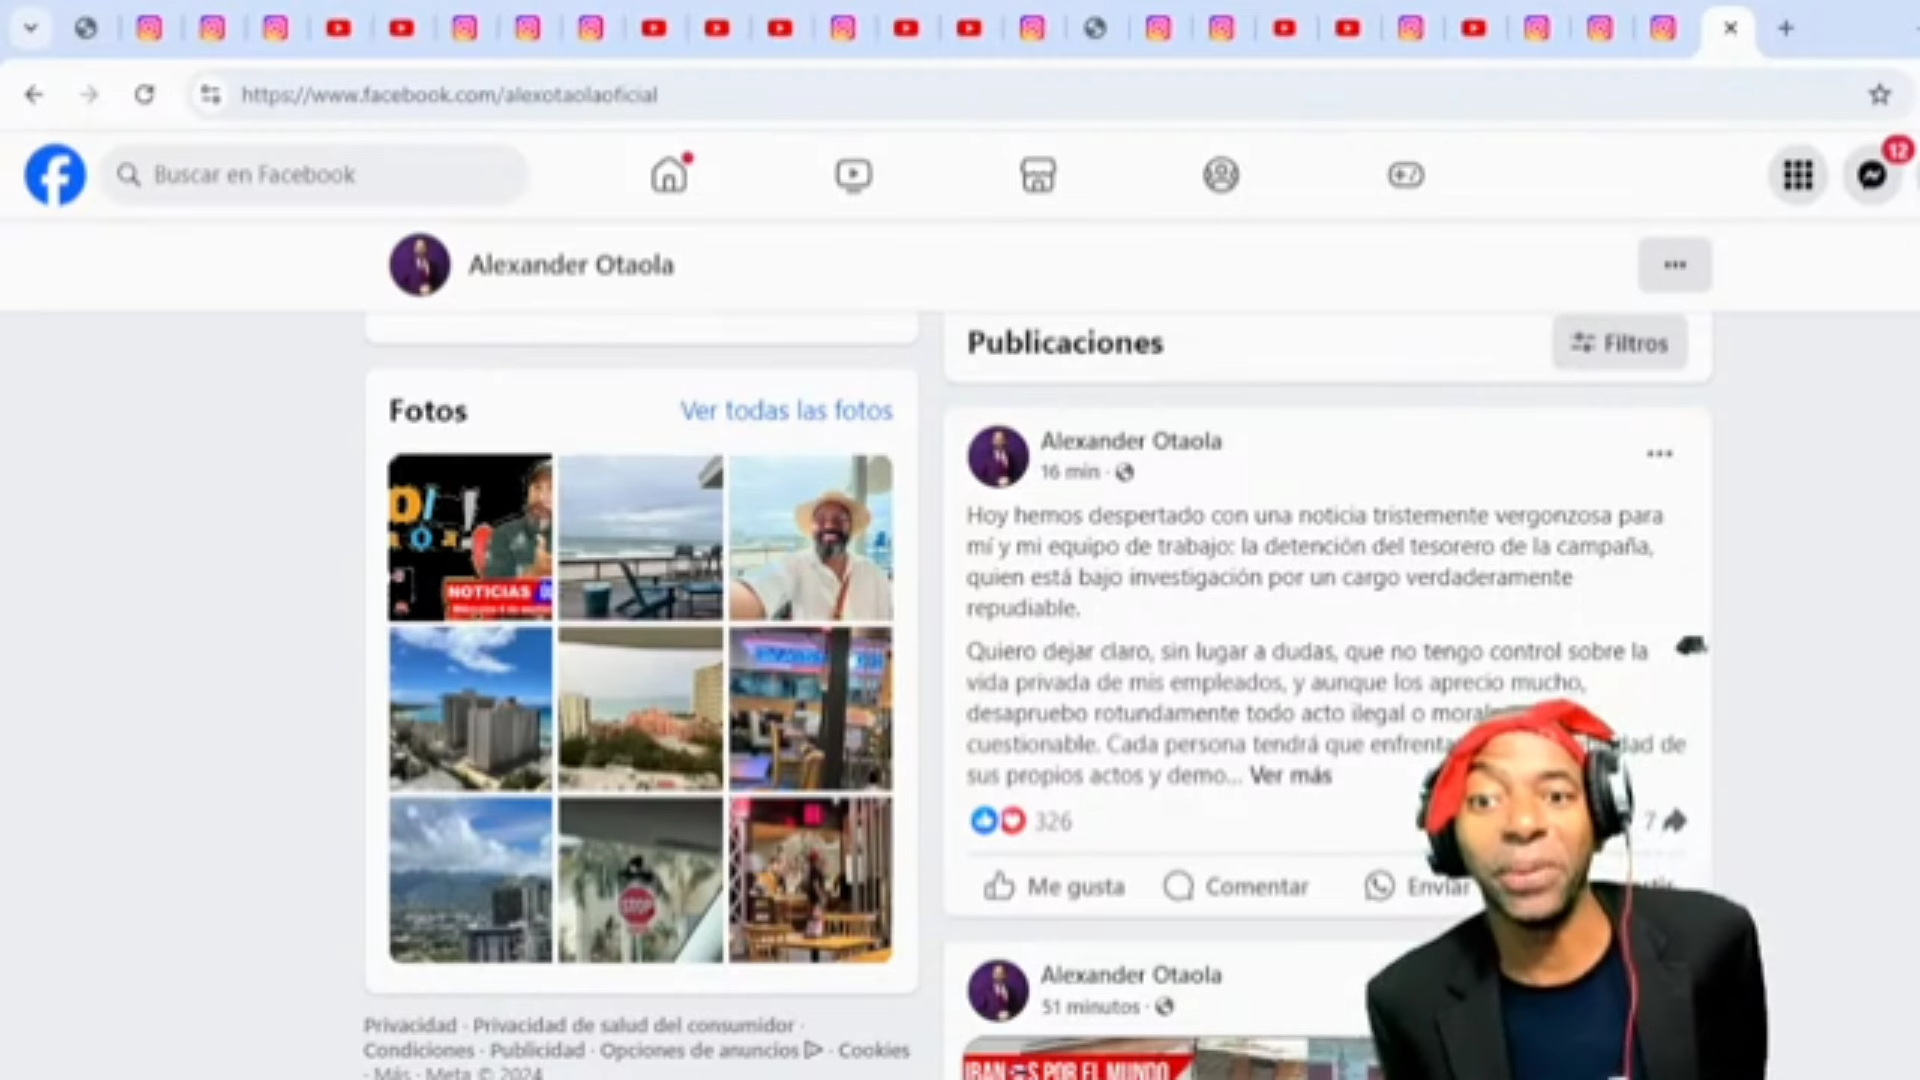 https://www.facebook.com/alexotaolaoficial
Buscar en Facebook
12
Alexander Otaola
Publicaciones
Filtros
Fotos
Ver todas las fotos
NOTICIAS
STOP
Alexander Otaola
16 min ·
Hoy hemos despertado con una noticia tristemente vergonzosa para
mí y mi equipo de trabajo: la detención del tesorero de la campaña,
quien está bajo investigación por un cargo verdaderamente
repudiable.
Quiero dejar claro, sin lugar a dudas, que no tengo control sobre la
vida privada de mis empleados, y aunque los aprecio mucho,
desapruebo rotundamente todo acto ilegal o moral
cuestionable. Cada persona tendrá que enfrenta dad de
sus propios actos y demo... Ver más
326
7
Me gusta
Comentar
Enviar
Alexander Otaola
51 minutos ·
S POR EL MUNDO
Privacidad · Privacidad de salud del consumidor ·
Condiciones · Publicidad · Opciones de anuncios · Cookies
· Más · Meta © 2024